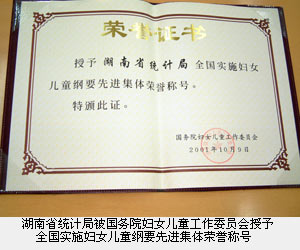 荣誉证书
授予 湖南省统计局 全国实施妇女
儿童纲要先进集体荣誉称号。
特颁此证。
国务院妇女儿童工作委员会
2001年10月9日
湖南省统计局被国务院妇女儿童工作委员会授予
全国实施妇女儿童纲要先进集体荣誉称号